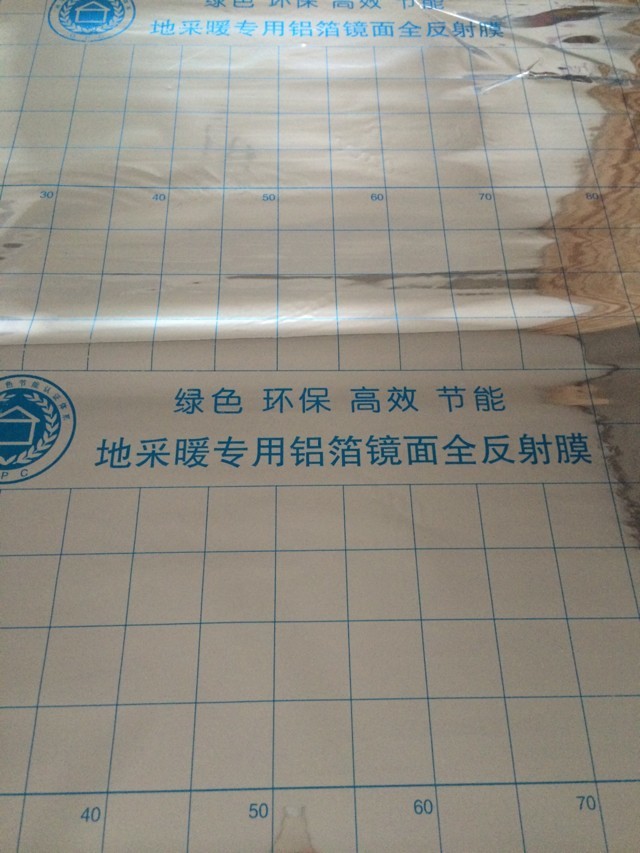 绿色 环保 高效 节能
地采暖专用铝箔镜面全反射膜
30 40 50 60 70 80
绿色 环保 高效 节能
地采暖专用铝箔镜面全反射膜
P C
40 50 60 70